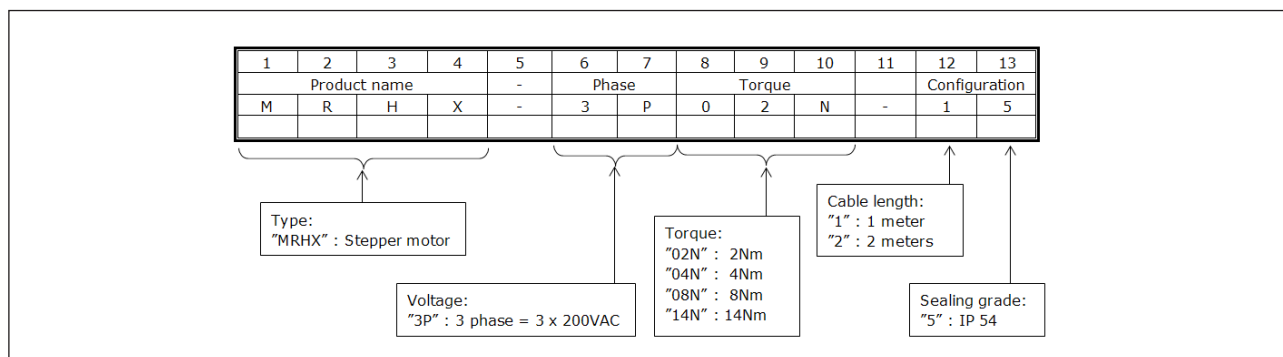 1 2 3 4 5 6 7 8 9 10 11 12 13
Product name - Phase Torque Configuration
M R H X - 3 P 0 2 N - 1 5
Type:
"MRHX" : Stepper motor
Voltage:
"3P" : 3 phase = 3 x 200VAC
Torque:
"02N" : 2Nm
"04N" : 4Nm
"08N" : 8Nm
"14N" : 14Nm
Cable length:
"1" : 1 meter
"2" : 2 meters
Sealing grade:
"5" : IP 54